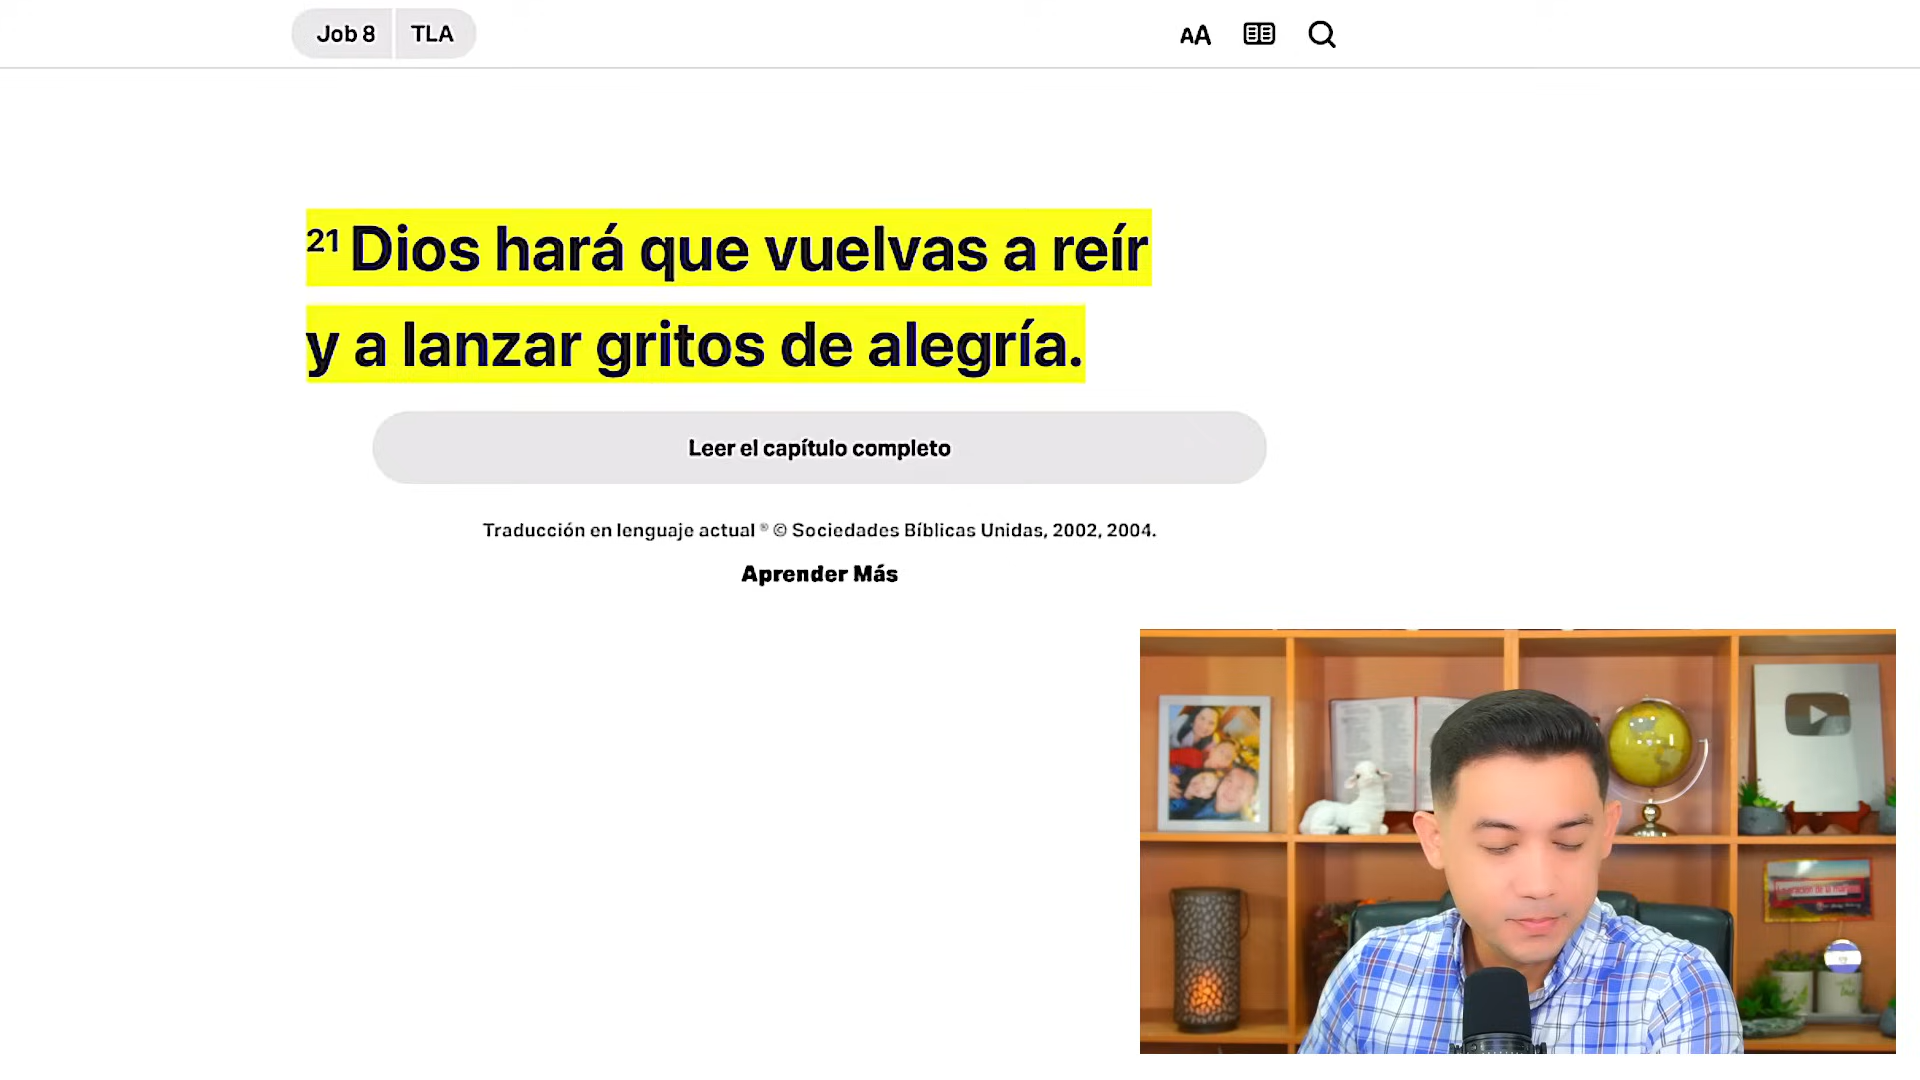 Job 8 TLA AA
21 Dios hará que vuelvas a reír
y a lanzar gritos de alegría.
Leer el capítulo completo
Traducción en lenguaje actual ® © Sociedades Bíblicas Unidas, 2002, 2004.
Aprender Más